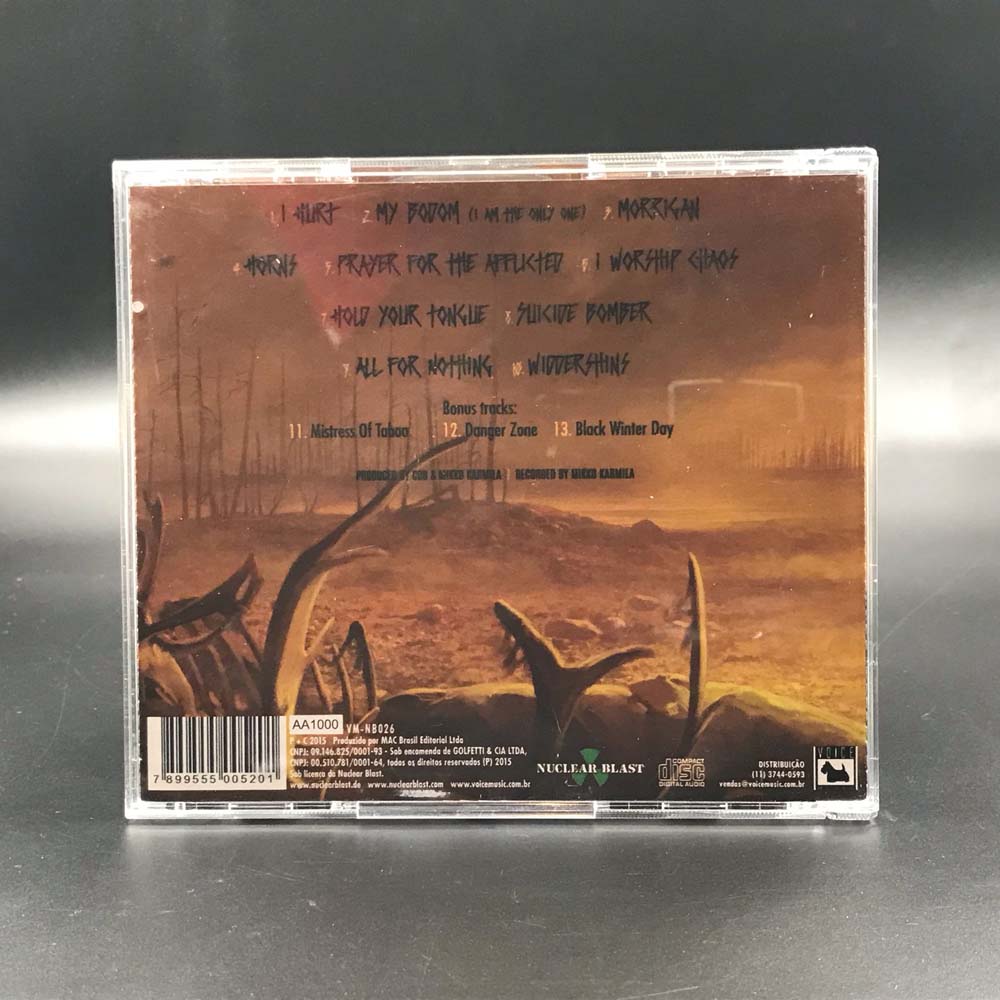 1. I HURT 2. MY BODOM (I AM THE ONLY ONE) 3. MORRIGAN
4. HORNS 5. PRAYER FOR THE AFFLICTED 6. I WORSHIP CHAOS
7. HOLD YOUR TONGUE 8. SUICIDE BOMBER
9. ALL FOR NOTHING 10. WIDDERSHINS
Bonus tracks:
11. Mistress Of Taboo 12. Danger Zone 13. Black Winter Day
PRODUCED BY COB & MIKKO KARMILA | RECORDED BY MIKKO KARMILA
AA1000 VM-NB026
P + C 2015 Produzido por MAC Brasil Editorial Ltda
CNPJ: 09.146.825/0001-93 - Sob encomenda de GOLFETTI & CIA LTDA,
CNPJ: 00.510.781/0001-64, todos os direitos reservados (P) 2015
Sob licença da Nuclear Blast.
www.nuclearblast.de www.nuclearblast.com www.voicemusic.com.br
7 899555 005201
NUCLEAR BLAST
COMPACT
disc
DIGITAL AUDIO
DISTRIBUIÇÃO
(11) 3744-0593
vendas@voicemusic.com.br
VOICE